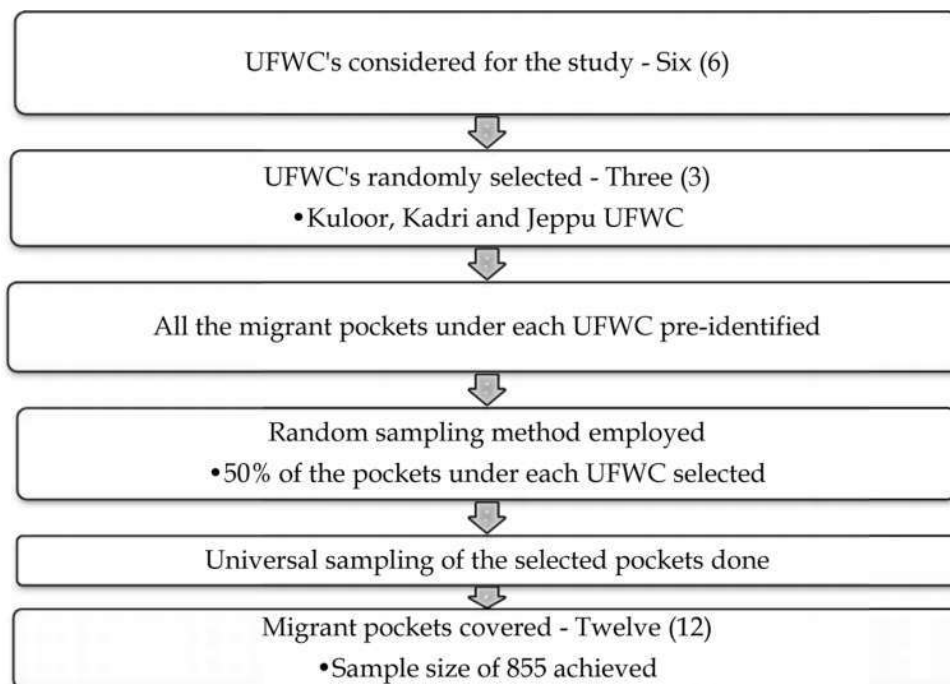 UFWC's considered for the study - Six (6)
UFWC's randomly selected - Three (3)
•Kuloor, Kadri and Jeppu UFWC
All the migrant pockets under each UFWC pre-identified
Random sampling method employed
•50% of the pockets under each UFWC selected
Universal sampling of the selected pockets done
Migrant pockets covered - Twelve (12)
•Sample size of 855 achieved